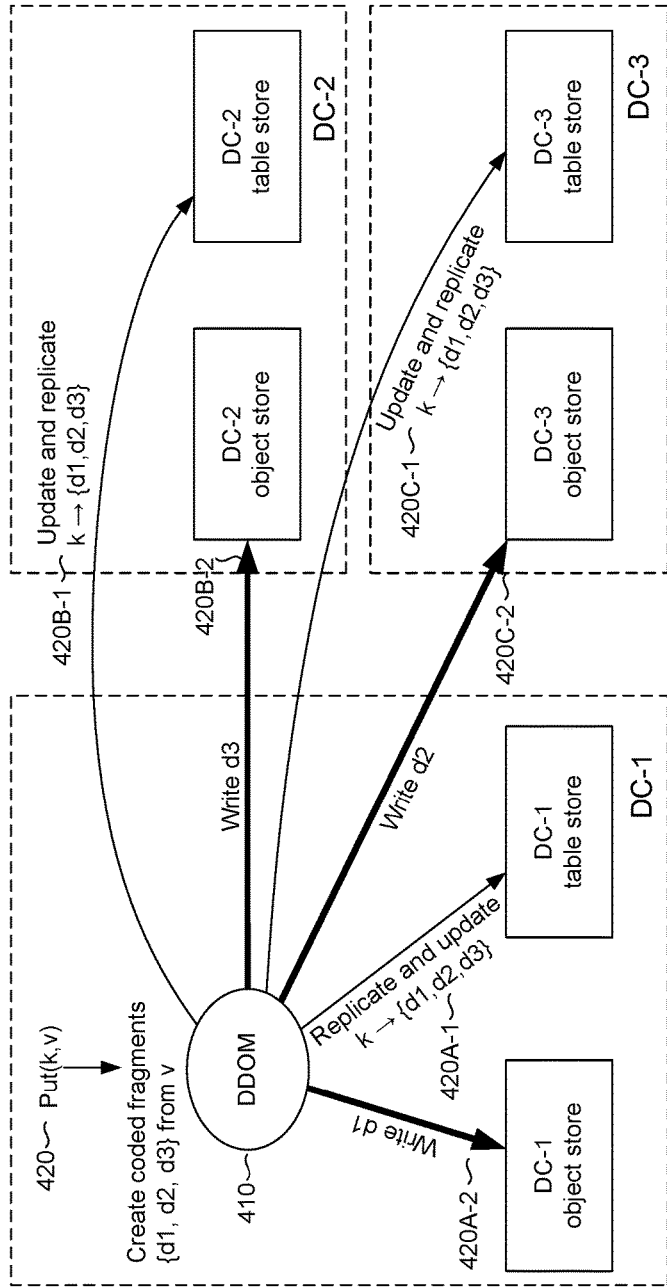 420 Put(k,v)
Create coded fragments
{d1, d2, d3} from v
410
DDOM
420B-1
Update and replicate
k → {d1,d2,d3}
Write d3
420B-2
DC-2
object store
DC-2
table store
DC-2
Update and replicate
420C-1
k → {d1,d2,d3}
Write d2
420C-2
DC-3
object store
DC-3
table store
DC-3
Replicate and update
k → {d1,d2,d3}
420A-1
Write d1
420A-2
DC-1
object store
DC-1
table store
DC-1